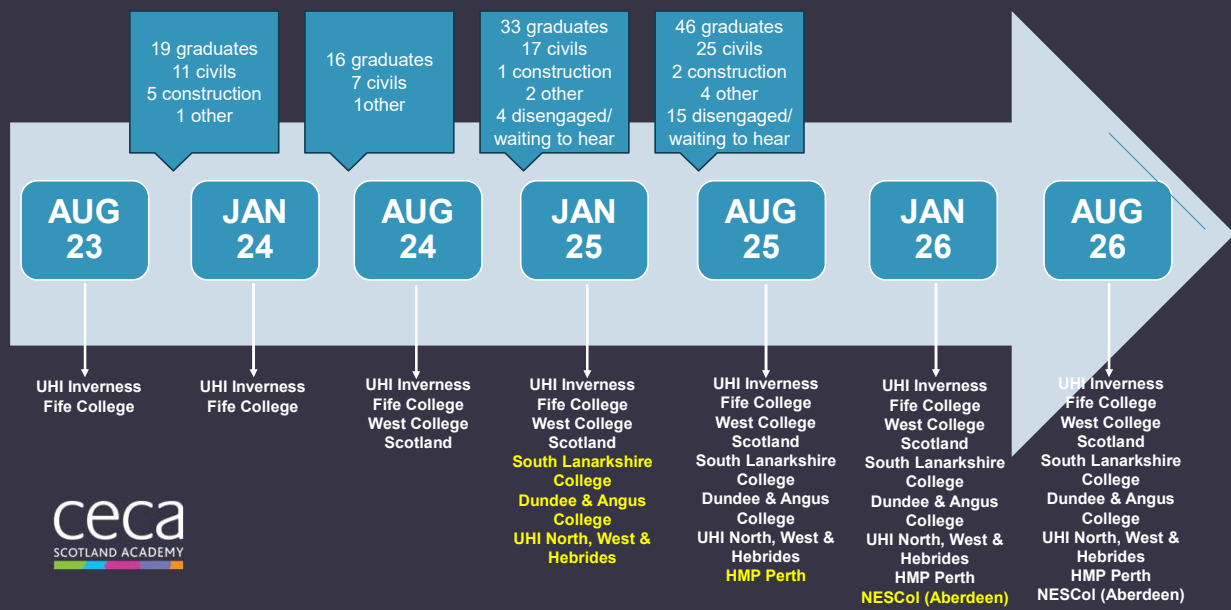 19 graduates
11 civils
5 construction
1 other
16 graduates
7 civils
1other
33 graduates
17 civils
1 construction
2 other
4 disengaged/
waiting to hear
46 graduates
25 civils
2 construction
4 other
15 disengaged/
waiting to hear
AUG
23
JAN
24
AUG
24
JAN
25
AUG
25
JAN
26
AUG
26
UHI Inverness
Fife College
UHI Inverness
Fife College
UHI Inverness
Fife College
West College
Scotland
UHI Inverness
Fife College
West College
Scotland
South Lanarkshire
College
Dundee & Angus
College
UHI North, West &
Hebrides
UHI Inverness
Fife College
West College
Scotland
South Lanarkshire
College
Dundee & Angus
College
UHI North, West &
Hebrides
HMP Perth
UHI Inverness
Fife College
West College
Scotland
South Lanarkshire
College
Dundee & Angus
College
UHI North, West &
Hebrides
HMP Perth
NESCol (Aberdeen)
UHI Inverness
Fife College
West College
Scotland
South Lanarkshire
College
Dundee & Angus
College
UHI North, West &
Hebrides
HMP Perth
NESCol (Aberdeen)
ceca
SCOTLAND ACADEMY